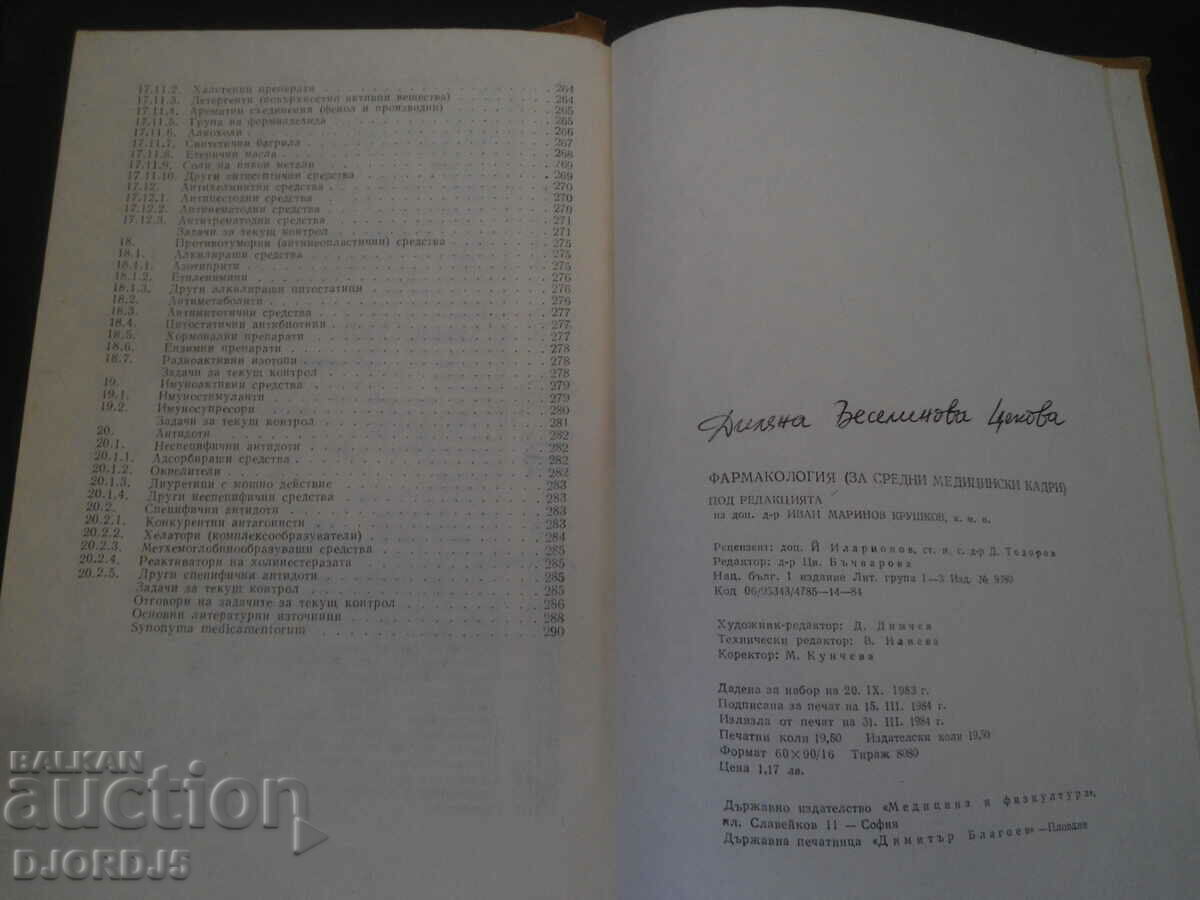 17.11.2. Халогенни препарати 264
17.11.3. Детергенти (повърхностно активни вещества) 264
17.11.4. Ароматни съединения (фенол и производни) 265
17.11.5. Група на формалдехида 265
17.11.6. Алкохоли 266
17.11.7. Синтетични багрила 267
17.11.8. Етерични масла 268
17.11.9. Соли на някои метали 269
17.11.10. Други антисептични средства 269
17.12. Антихелминтни средства 270
17.12.1. Антицестодни средства 270
17.12.2. Антинематодни средства 270
17.12.3. Антитрематодни средства 271
Задачи за текущ контрол 271
18. Противотуморни (антинеопластични) средства 275
18.1. Алкилиращи средства 275
18.1.1. Азотиприти 275
18.1.2. Етиленимини 276
18.1.3. Други алкилиращи цитостатици 276
18.2. Антиметаболити 276
18.3. Антимитотични средства 277
18.4. Цитостатични антибиотици 277
18.5. Хормонални препарати 277
18.6. Ензимни препарати 278
18.7. Радиоактивни изотопи 278
Задачи за текущ контрол 278
19. Имуноактивни средства 279
19.1. Имуностимуланти 279
19.2. Имуносупресори 280
Задачи за текущ контрол 281
20. Антидоти 282
20.1. Неспецифични антидоти 282
20.1.1. Адсорбиращи средства 282
20.1.2. Окислители 282
20.1.3. Диуретици с мощно действие 283
20.1.4. Други неспецифични средства 283
20.2. Специфични антидоти 283
20.2.1. Конкурентни антагонисти 283
20.2.2. Хелатори (комплексообразуватели) 284
20.2.3. Метхемоглобинообразуващи средства 285
20.2.4. Реактиватори на холинестеразата 285
20.2.5. Други специфични антидоти 285
Задачи за текущ контрол 285
Отговори на задачите за текущ контрол 286
Основни литературни източници 288
Synonyma medicamentorum 290
Диляна Веселинова Цекова
ФАРМАКОЛОГИЯ (ЗА СРЕДНИ МЕДИЦИНСКИ КАДРИ)
ПОД РЕДАКЦИЯТА
на доц. д-р ИВАН МАРИНОВ КРУШКОВ, к. м. н.
Рецензент: доц. Й Иларионов, ст. н. с. д-р Д. Тодоров
Редактор: д-р Цв. Бъчварова
Нац. бълг. 1 издание Лит. група 1—3 Изд. № 9780
Код 06/95343/4785—14—84
Художник-редактор: Д. Димчев
Технически редактор: В. Нанева
Коректор: М. Кунчева
Дадена за набор на 20. IX. 1983 г.
Подписана за печат на 15. III. 1984 г.
Излязла от печат на 31. III. 1984 г.
Печатни коли 19,50 Издателски коли 19,50
Формат 60×90/16 Тираж 8080
Цена 1,17 лв.
Държавно издателство «Медицина и физкултура»,
пл. Славейков 11 — София
Държавна печатница «Димитър Благоев» — Пловдив
BALKAN
auction
DJORDJ5